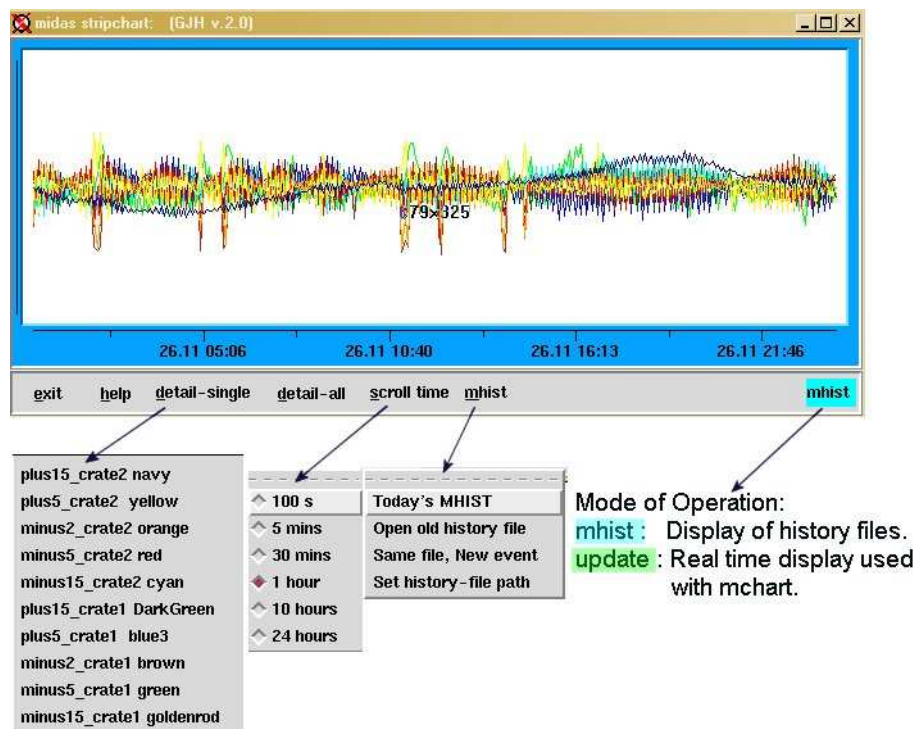 midas stripchart: (GJH v.2.0)
79×325
26.11 05:06 26.11 10:40 26.11 16:13 26.11 21:46
exit help detail-single detail-all scroll time mhist mhist
plus15_crate2 navy
plus5_crate2 yellow
minus2_crate2 orange
minus5_crate2 red
minus15_crate2 cyan
plus15_crate1 DarkGreen
plus5_crate1 blue3
minus2_crate1 brown
minus5_crate1 green
minus15_crate1 goldenrod
100 s
5 mins
30 mins
1 hour
10 hours
24 hours
Today's MHIST
Open old history file
Same file, New event
Set history-file path
Mode of Operation:
mhist : Display of history files.
update : Real time display used
with mchart.